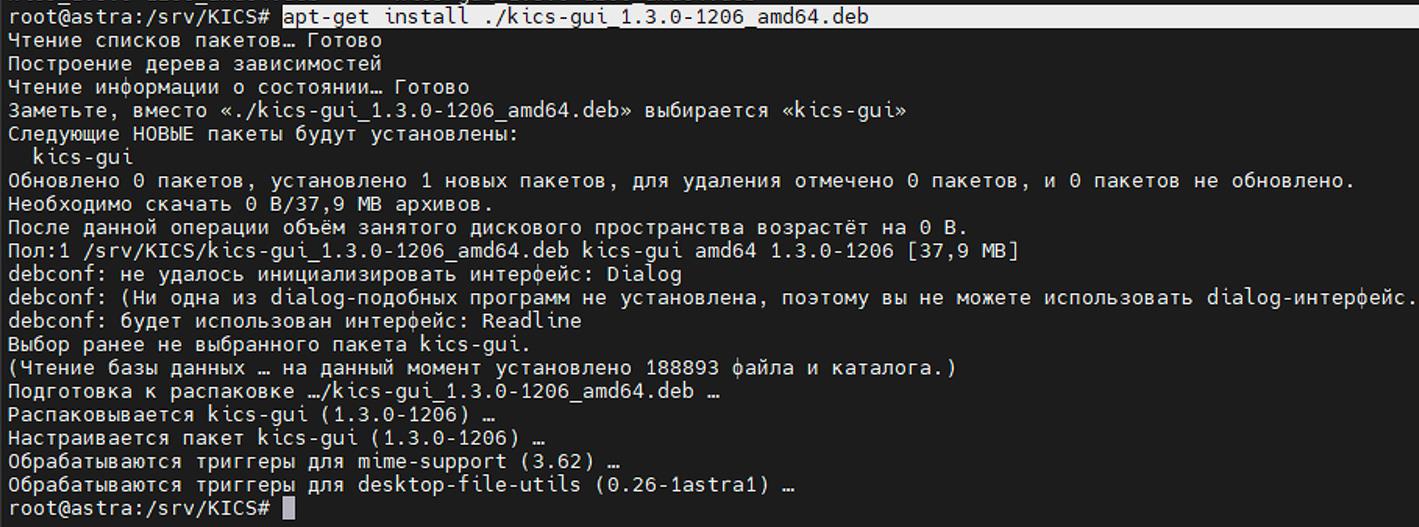 root@astra:/srv/KICS# apt-get install ./kics-gui_1.3.0-1206_amd64.deb
Чтение списков пакетов… Готово
Построение дерева зависимостей
Чтение информации о состоянии… Готово
Заметьте, вместо «./kics-gui_1.3.0-1206_amd64.deb» выбирается «kics-gui»
Следующие НОВЫЕ пакеты будут установлены:
  kics-gui
Обновлено 0 пакетов, установлено 1 новых пакетов, для удаления отмечено 0 пакетов, и 0 пакетов не обновлено.
Необходимо скачать 0 B/37,9 MB архивов.
После данной операции объём занятого дискового пространства возрастёт на 0 B.
Пол:1 /srv/KICS/kics-gui_1.3.0-1206_amd64.deb kics-gui amd64 1.3.0-1206 [37,9 MB]
debconf: не удалось инициализировать интерфейс: Dialog
debconf: (Ни одна из dialog-подобных программ не установлена, поэтому вы не можете использовать dialog-интерфейс.
debconf: будет использован интерфейс: Readline
Выбор ранее не выбранного пакета kics-gui.
(Чтение базы данных … на данный момент установлено 188893 файла и каталога.)
Подготовка к распаковке …/kics-gui_1.3.0-1206_amd64.deb …
Распаковывается kics-gui (1.3.0-1206) …
Настраивается пакет kics-gui (1.3.0-1206) …
Обрабатываются триггеры для mime-support (3.62) …
Обрабатываются триггеры для desktop-file-utils (0.26-1astra1) …
root@astra:/srv/KICS#